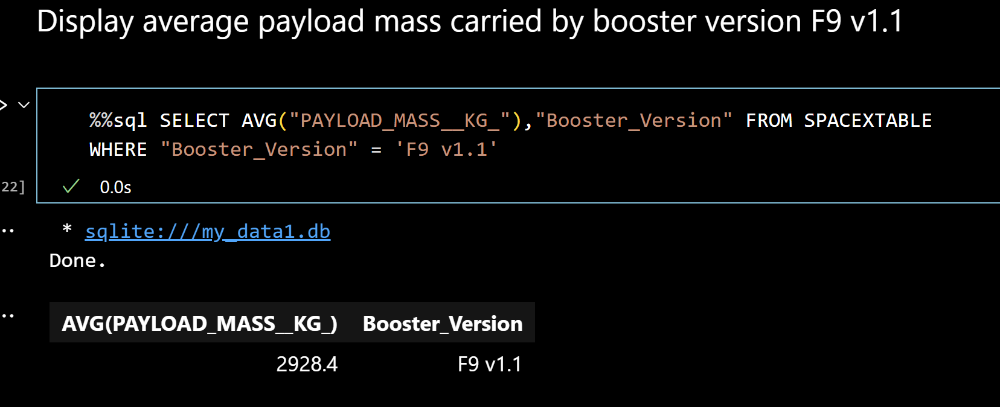 Display average payload mass carried by booster version F9 v1.1
%%sql SELECT AVG("PAYLOAD_MASS__KG_"),"Booster_Version" FROM SPACEXTABLE
WHERE "Booster_Version" = 'F9 v1.1'
22]
0.0s
* sqlite:///my_data1.db
Done.
AVG(PAYLOAD_MASS__KG_) Booster_Version
2928.4 F9 v1.1